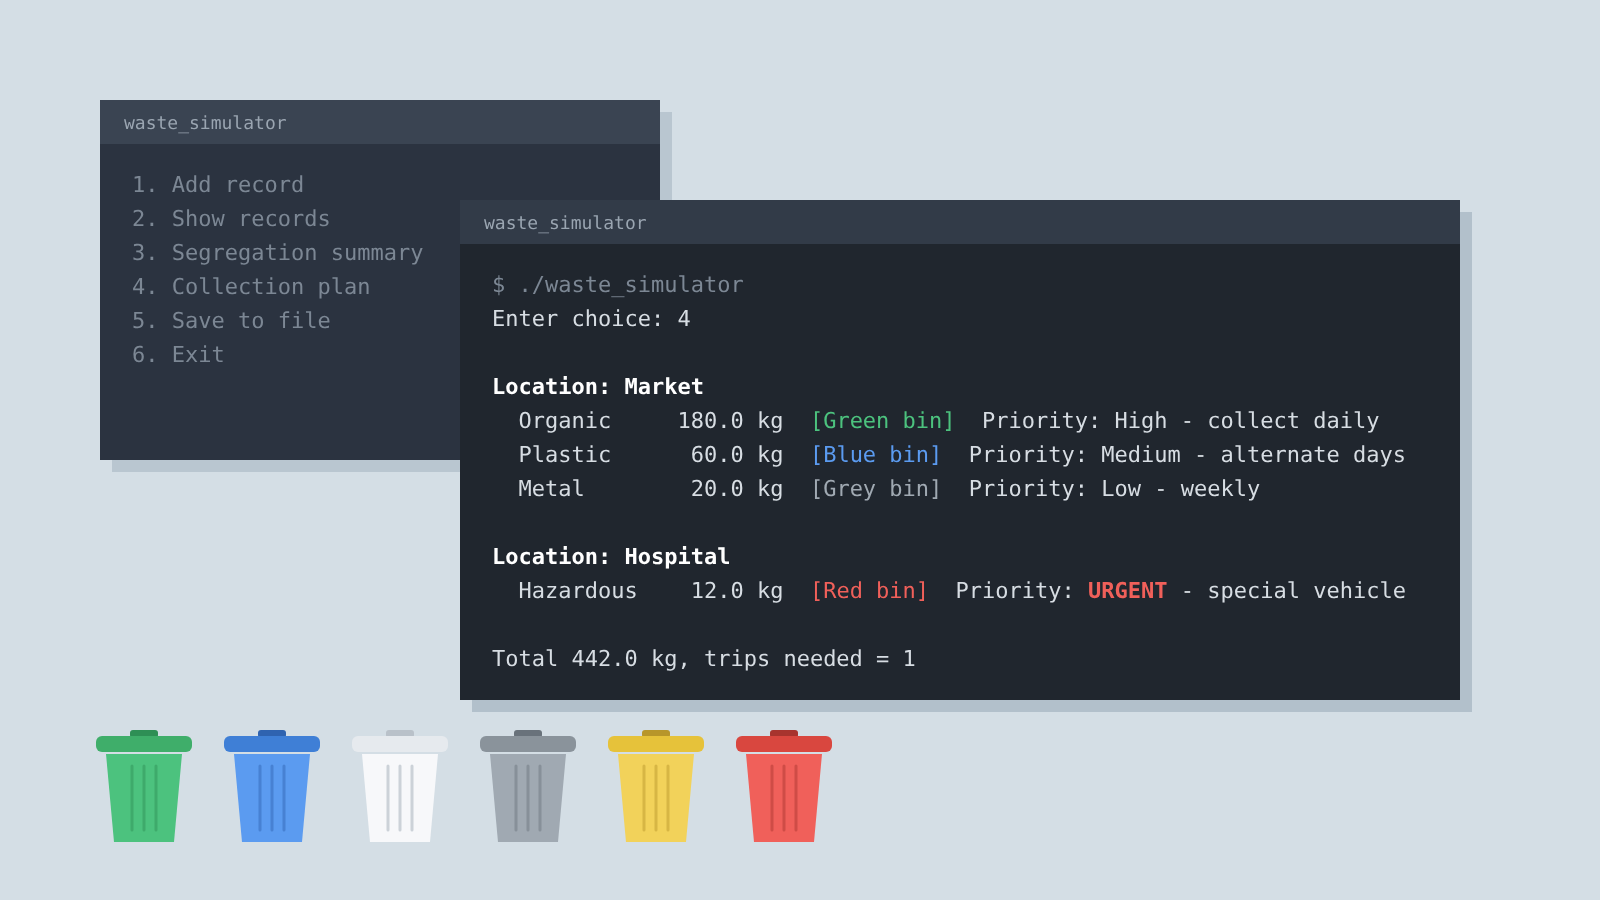 waste_simulator
1. Add record
2. Show records
3. Segregation summary
4. Collection plan
5. Save to file
6. Exit
waste_simulator
$ ./waste_simulator
Enter choice: 4
Location: Market
Organic 180.0 kg [Green bin] Priority: High - collect daily
Plastic 60.0 kg [Blue bin] Priority: Medium - alternate days
Metal 20.0 kg [Grey bin] Priority: Low - weekly
Location: Hospital
Hazardous 12.0 kg [Red bin] Priority: URGENT - special vehicle
Total 442.0 kg, trips needed = 1